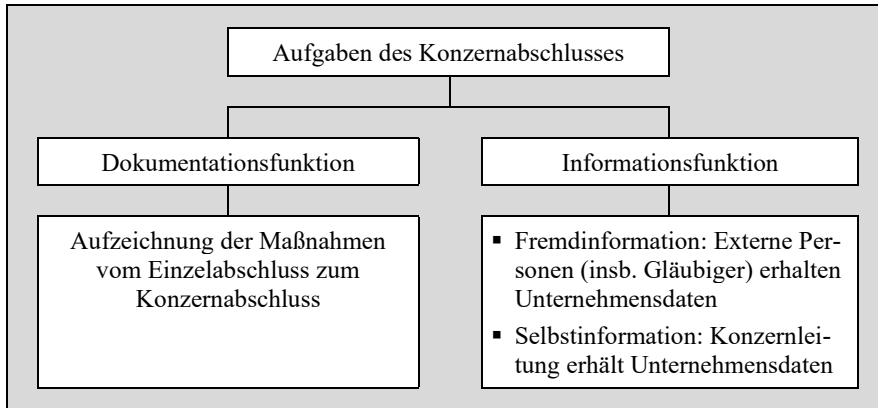 Aufgaben des Konzernabschlusses
Dokumentationsfunktion
Informationsfunktion
Aufzeichnung der Maßnahmen
vom Einzelabschluss zum
Konzernabschluss
▪ Fremdinformation: Externe Per-
sonen (insb. Gläubiger) erhalten
Unternehmensdaten
▪ Selbstinformation: Konzernlei-
tung erhält Unternehmensdaten